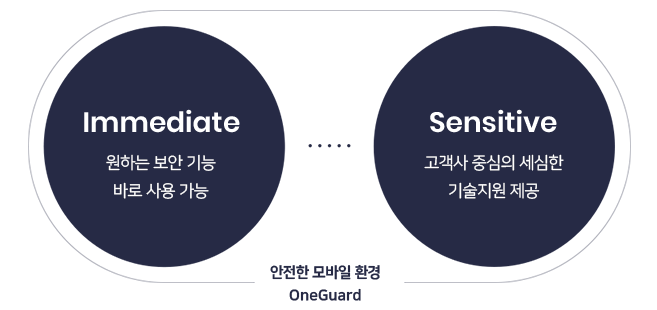 Immediate
원하는 보안 기능
바로 사용 가능
Sensitive
고객사 중심의 세심한
기술지원 제공
안전한 모바일 환경
OneGuard